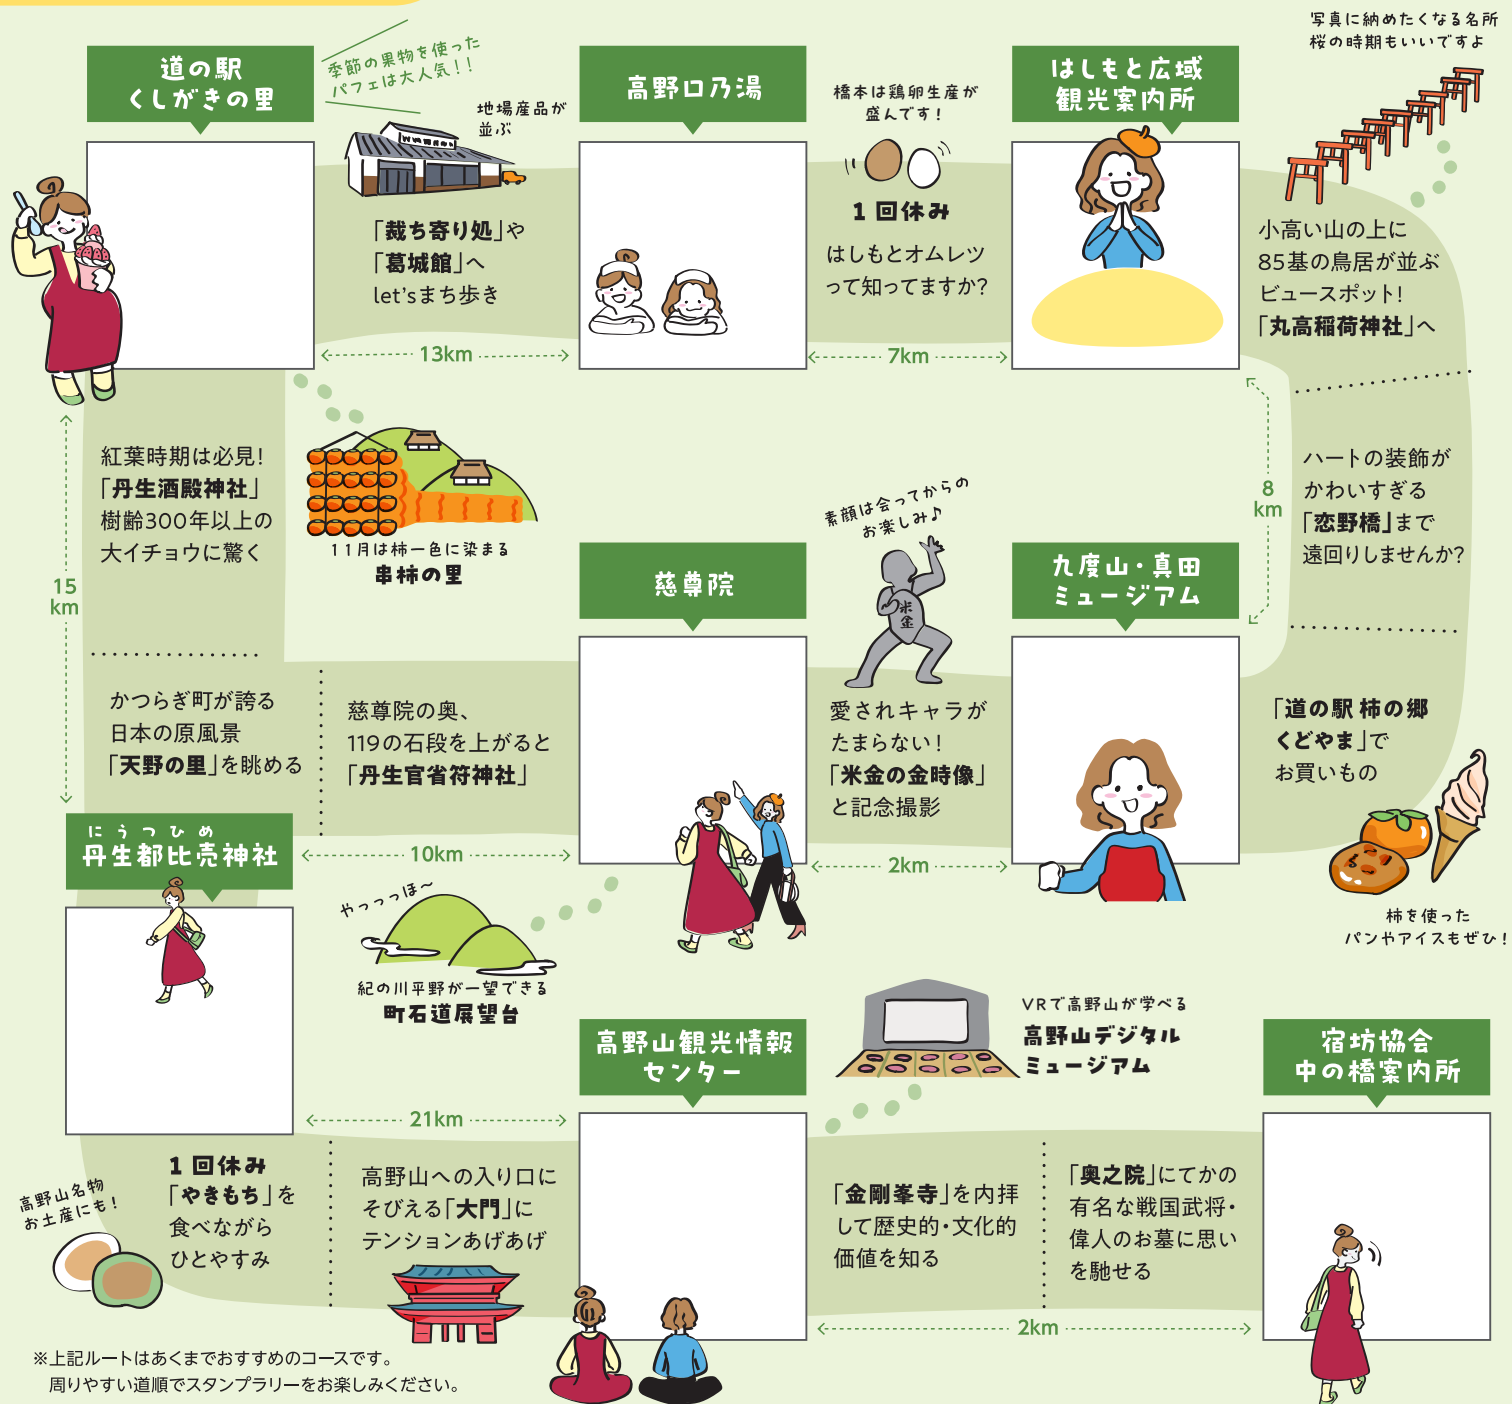 道の駅
くしがきの里
季節の果物を使った
パフェは大人気！！
地場産品が
並ぶ
「裁ち寄り処」や
「葛城館」へ
let'sまち歩き
13km
高野口乃湯
橋本は鶏卵生産が
盛んです！
1回休み
はしもとオムレツ
って知ってますか？
7km
はしもと広域
観光案内所
写真に納めたくなる名所
桜の時期もいいですよ
小高い山の上に
85基の鳥居が並ぶ
ビュースポット！
「丸高稲荷神社」へ
8
km
ハートの装飾が
かわいすぎる
「恋野橋」まで
遠回りしませんか？
「道の駅 柿の郷
くどやま」で
お買いもの
柿を使った
パンやアイスもぜひ！
九度山・真田
ミュージアム
素顔は会ってからの
お楽しみ♪
米
金
愛されキャラが
たまらない！
「米金の金時像」
と記念撮影
2km
慈尊院
慈尊院の奥、
119の石段を上がると
「丹生官省符神社」
10km
やっっっほ〜
紀の川平野が一望できる
町石道展望台
紅葉時期は必見！
「丹生酒殿神社」
樹齢300年以上の
大イチョウに驚く
11月は柿一色に染まる
串柿の里
15
km
かつらぎ町が誇る
日本の原風景
「天野の里」を眺める
にうつひめ
丹生都比売神社
21km
高野山名物
お土産にも！
1回休み
「やきもち」を
食べながら
ひとやすみ
高野山への入り口に
そびえる「大門」に
テンションあげあげ
高野山観光情報
センター
VRで高野山が学べる
高野山デジタル
ミュージアム
「金剛峯寺」を内拝
して歴史的・文化的
価値を知る
「奥之院」にてかの
有名な戦国武将・
偉人のお墓に思い
を馳せる
2km
宿坊協会
中の橋案内所
※上記ルートはあくまでおすすめのコースです。
周りやすい道順でスタンプラリーをお楽しみください。